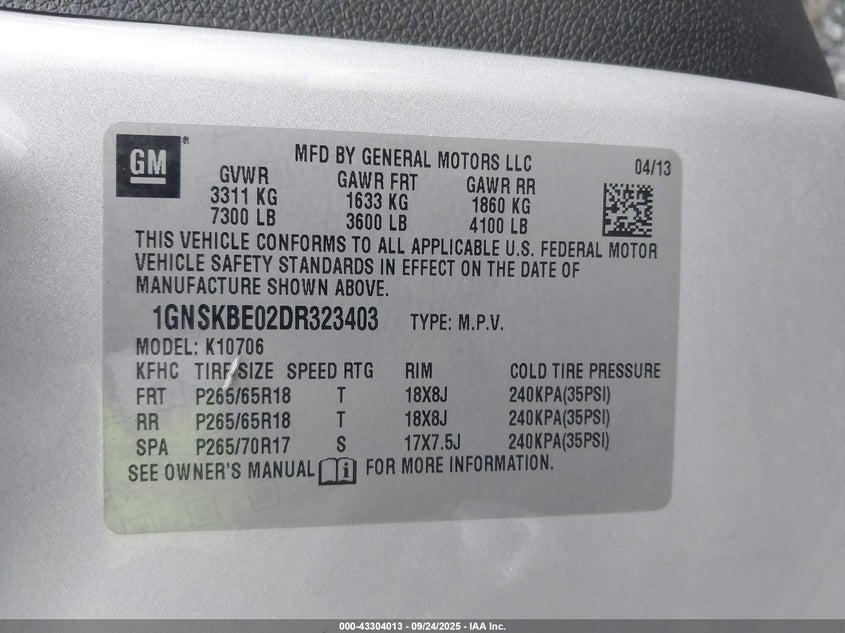 GM ®
MFD BY GENERAL MOTORS LLC 04/13
GVWR GAWR FRT GAWR RR
3311 KG 1633 KG 1860 KG
7300 LB 3600 LB 4100 LB
THIS VEHICLE CONFORMS TO ALL APPLICABLE U.S. FEDERAL MOTOR
VEHICLE SAFETY STANDARDS IN EFFECT ON THE DATE OF
MANUFACTURE SHOWN ABOVE.
1GNSKBE02DR323403 TYPE: M.P.V.
MODEL: K10706
KFHC TIRE SIZE SPEED RTG RIM COLD TIRE PRESSURE
FRT P265/65R18 T 18X8J 240KPA(35PSI)
RR P265/65R18 T 18X8J 240KPA(35PSI)
SPA P265/70R17 S 17X7.5J 240KPA(35PSI)
SEE OWNER'S MANUAL i FOR MORE INFORMATION.
000-43304013 - 09/24/2025 - IAA Inc.